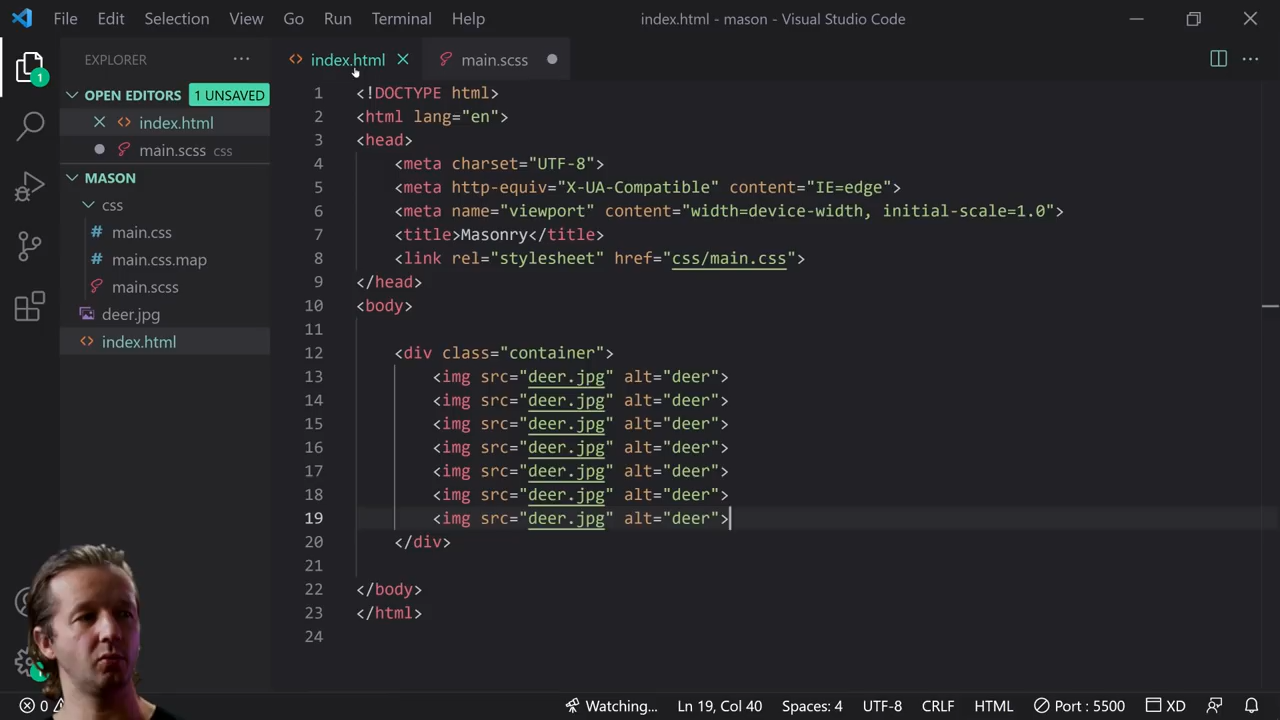 File Edit Selection View Go Run Terminal Help index.html - mason - Visual Studio Code
EXPLORER
OPEN EDITORS 1 UNSAVED
index.html
main.scss css
MASON
css
main.css
main.css.map
main.scss
deer.jpg
index.html
1
index.html main.scss
1 <!DOCTYPE html>
2 <html lang="en">
3 <head>
4 <meta charset="UTF-8">
5 <meta http-equiv="X-UA-Compatible" content="IE=edge">
6 <meta name="viewport" content="width=device-width, initial-scale=1.0">
7 <title>Masonry</title>
8 <link rel="stylesheet" href="css/main.css">
9 </head>
10 <body>
11
12 <div class="container">
13 <img src="deer.jpg" alt="deer">
14 <img src="deer.jpg" alt="deer">
15 <img src="deer.jpg" alt="deer">
16 <img src="deer.jpg" alt="deer">
17 <img src="deer.jpg" alt="deer">
18 <img src="deer.jpg" alt="deer">
19 <img src="deer.jpg" alt="deer">
20 </div>
21
22 </body>
23 </html>
24
1
0 Watching... Ln 19, Col 40 Spaces: 4 UTF-8 CRLF HTML Port : 5500 XD